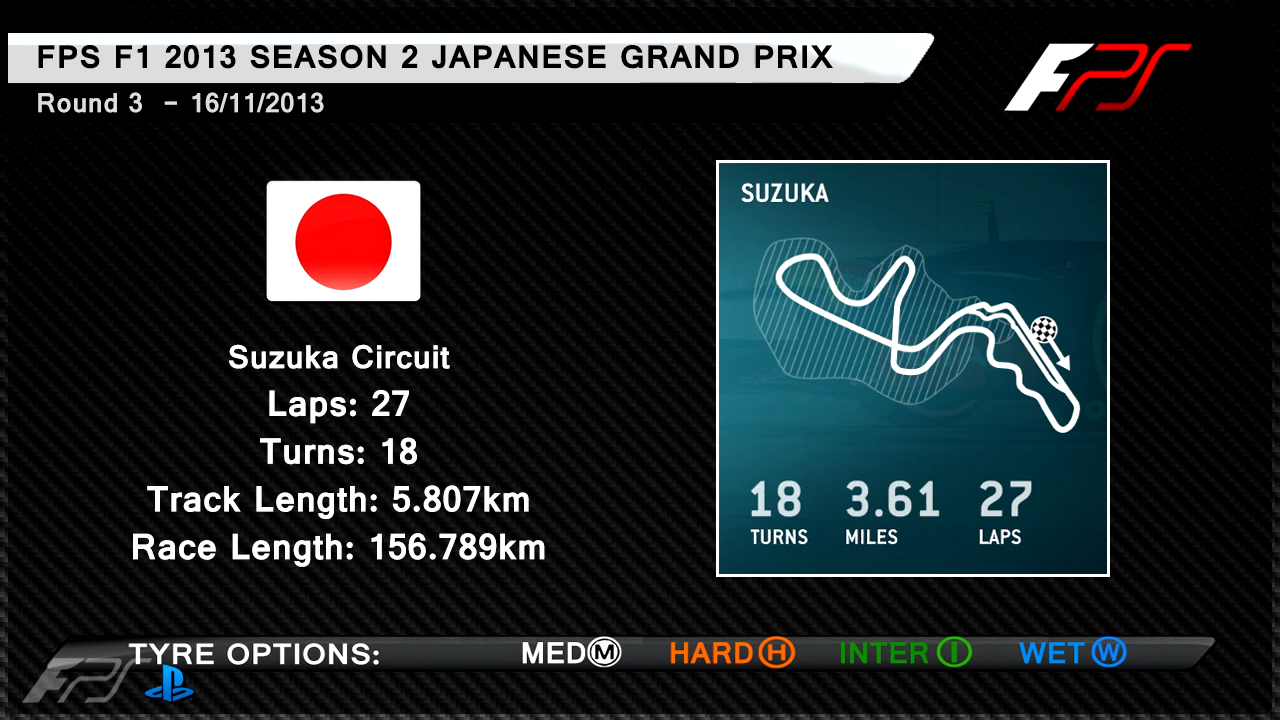 FPS F1 2013 SEASON 2 JAPANESE GRAND PRIX
Round 3 - 16/11/2013
FPS
Suzuka Circuit
Laps: 27
Turns: 18
Track Length: 5.807km
Race Length: 156.789km
SUZUKA
18 3.61 27
TURNS MILES LAPS
TYRE OPTIONS: MED M HARD H INTER I WET W
FPS